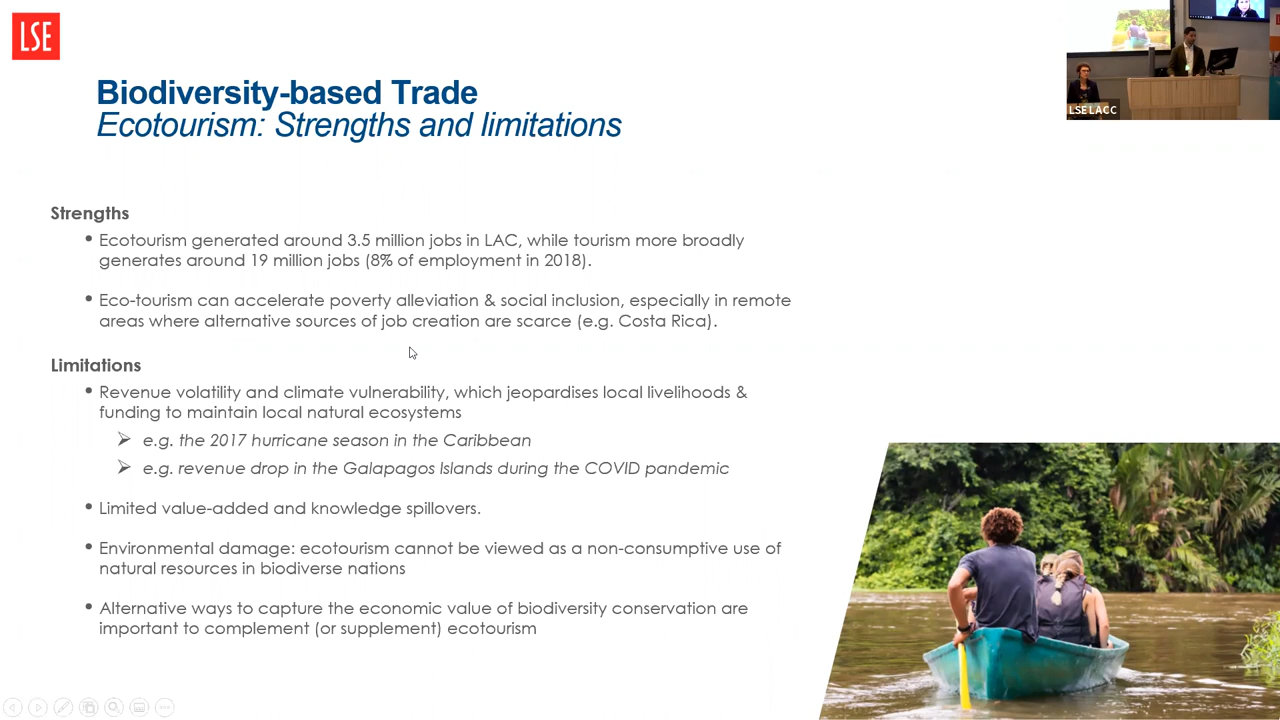 LSE
LSE LACC
Biodiversity-based Trade
Ecotourism: Strengths and limitations
Strengths
• Ecotourism generated around 3.5 million jobs in LAC, while tourism more broadly
generates around 19 million jobs (8% of employment in 2018).
• Eco-tourism can accelerate poverty alleviation & social inclusion, especially in remote
areas where alternative sources of job creation are scarce (e.g. Costa Rica).
Limitations
• Revenue volatility and climate vulnerability, which jeopardises local livelihoods &
funding to maintain local natural ecosystems
➢ e.g. the 2017 hurricane season in the Caribbean
➢ e.g. revenue drop in the Galapagos Islands during the COVID pandemic
• Limited value-added and knowledge spillovers.
• Environmental damage: ecotourism cannot be viewed as a non-consumptive use of
natural resources in biodiverse nations
• Alternative ways to capture the economic value of biodiversity conservation are
important to complement (or supplement) ecotourism